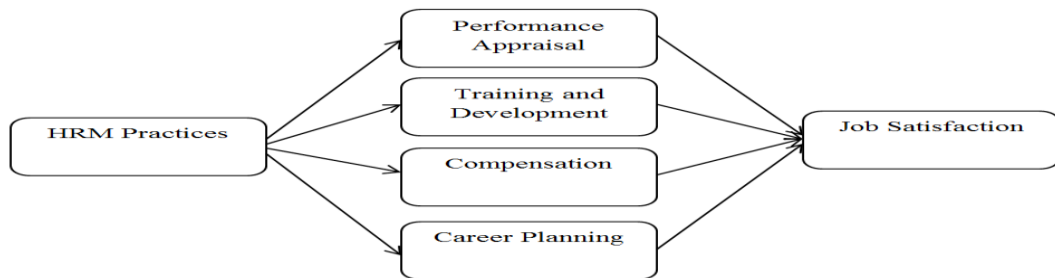 Performance
Appraisal
Training and
Development
HRM Practices
Job Satisfaction
Compensation
Career Planning